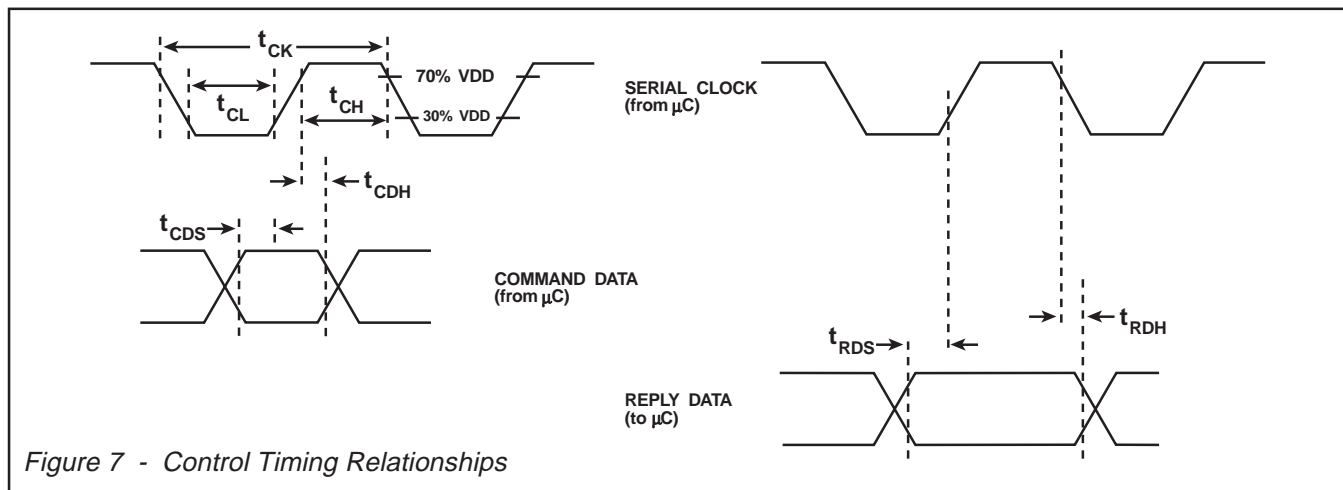 tCK
tCL
tCH
70% VDD
30% VDD
tCDH
tCDS
SERIAL CLOCK
(from µC)
COMMAND DATA
(from µC)
tRDS
tRDH
REPLY DATA
(to µC)
Figure 7 - Control Timing Relationships